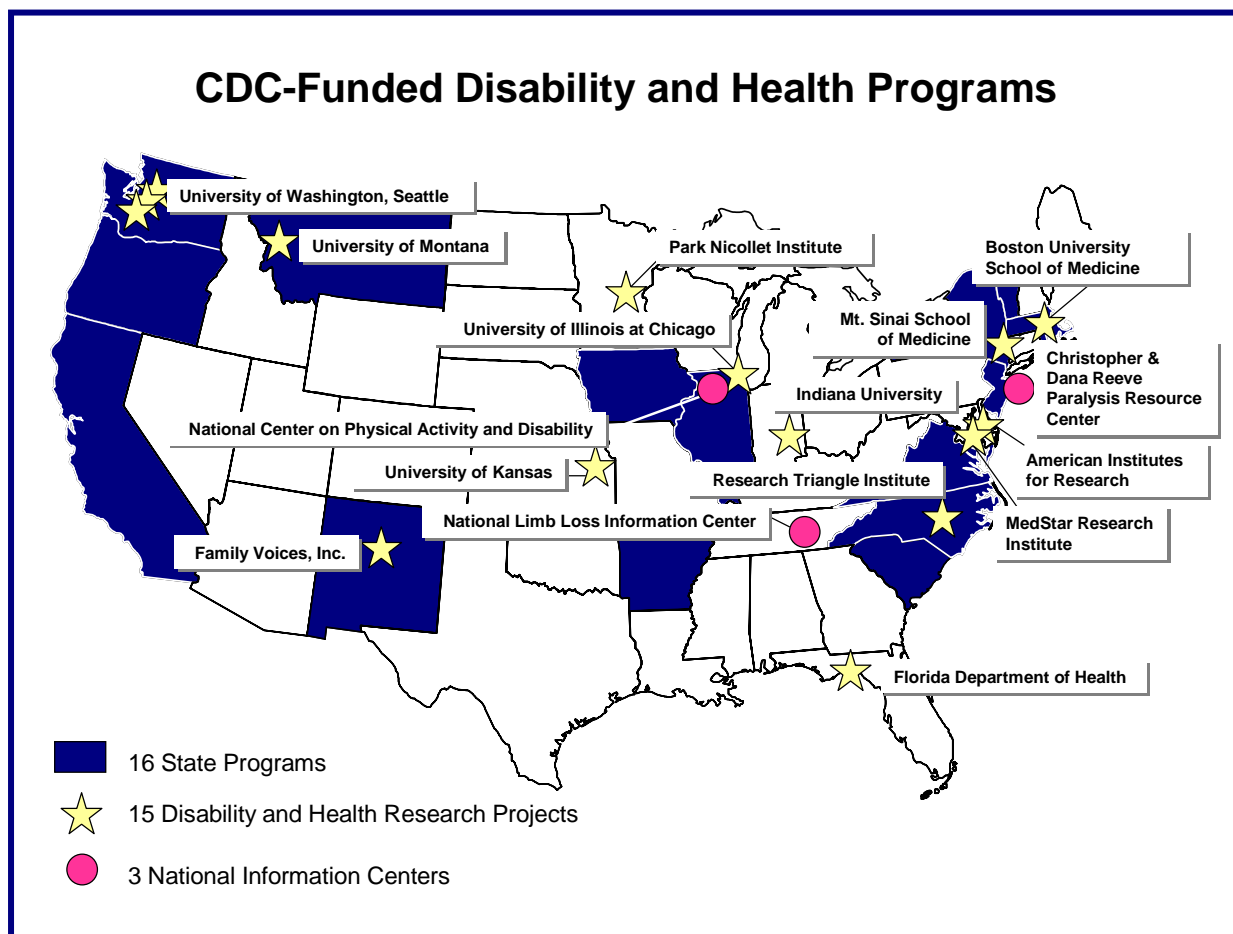 CDC-Funded Disability and Health Programs
University of Washington, Seattle
University of Montana
Park Nicollet Institute
Boston University
School of Medicine
University of Illinois at Chicago
Mt. Sinai School
of Medicine
Christopher &
Dana Reeve
Paralysis Resource
Center
Indiana University
National Center on Physical Activity and Disability
University of Kansas
Research Triangle Institute
American Institutes
for Research
National Limb Loss Information Center
MedStar Research
Institute
Family Voices, Inc.
Florida Department of Health
16 State Programs
15 Disability and Health Research Projects
3 National Information Centers